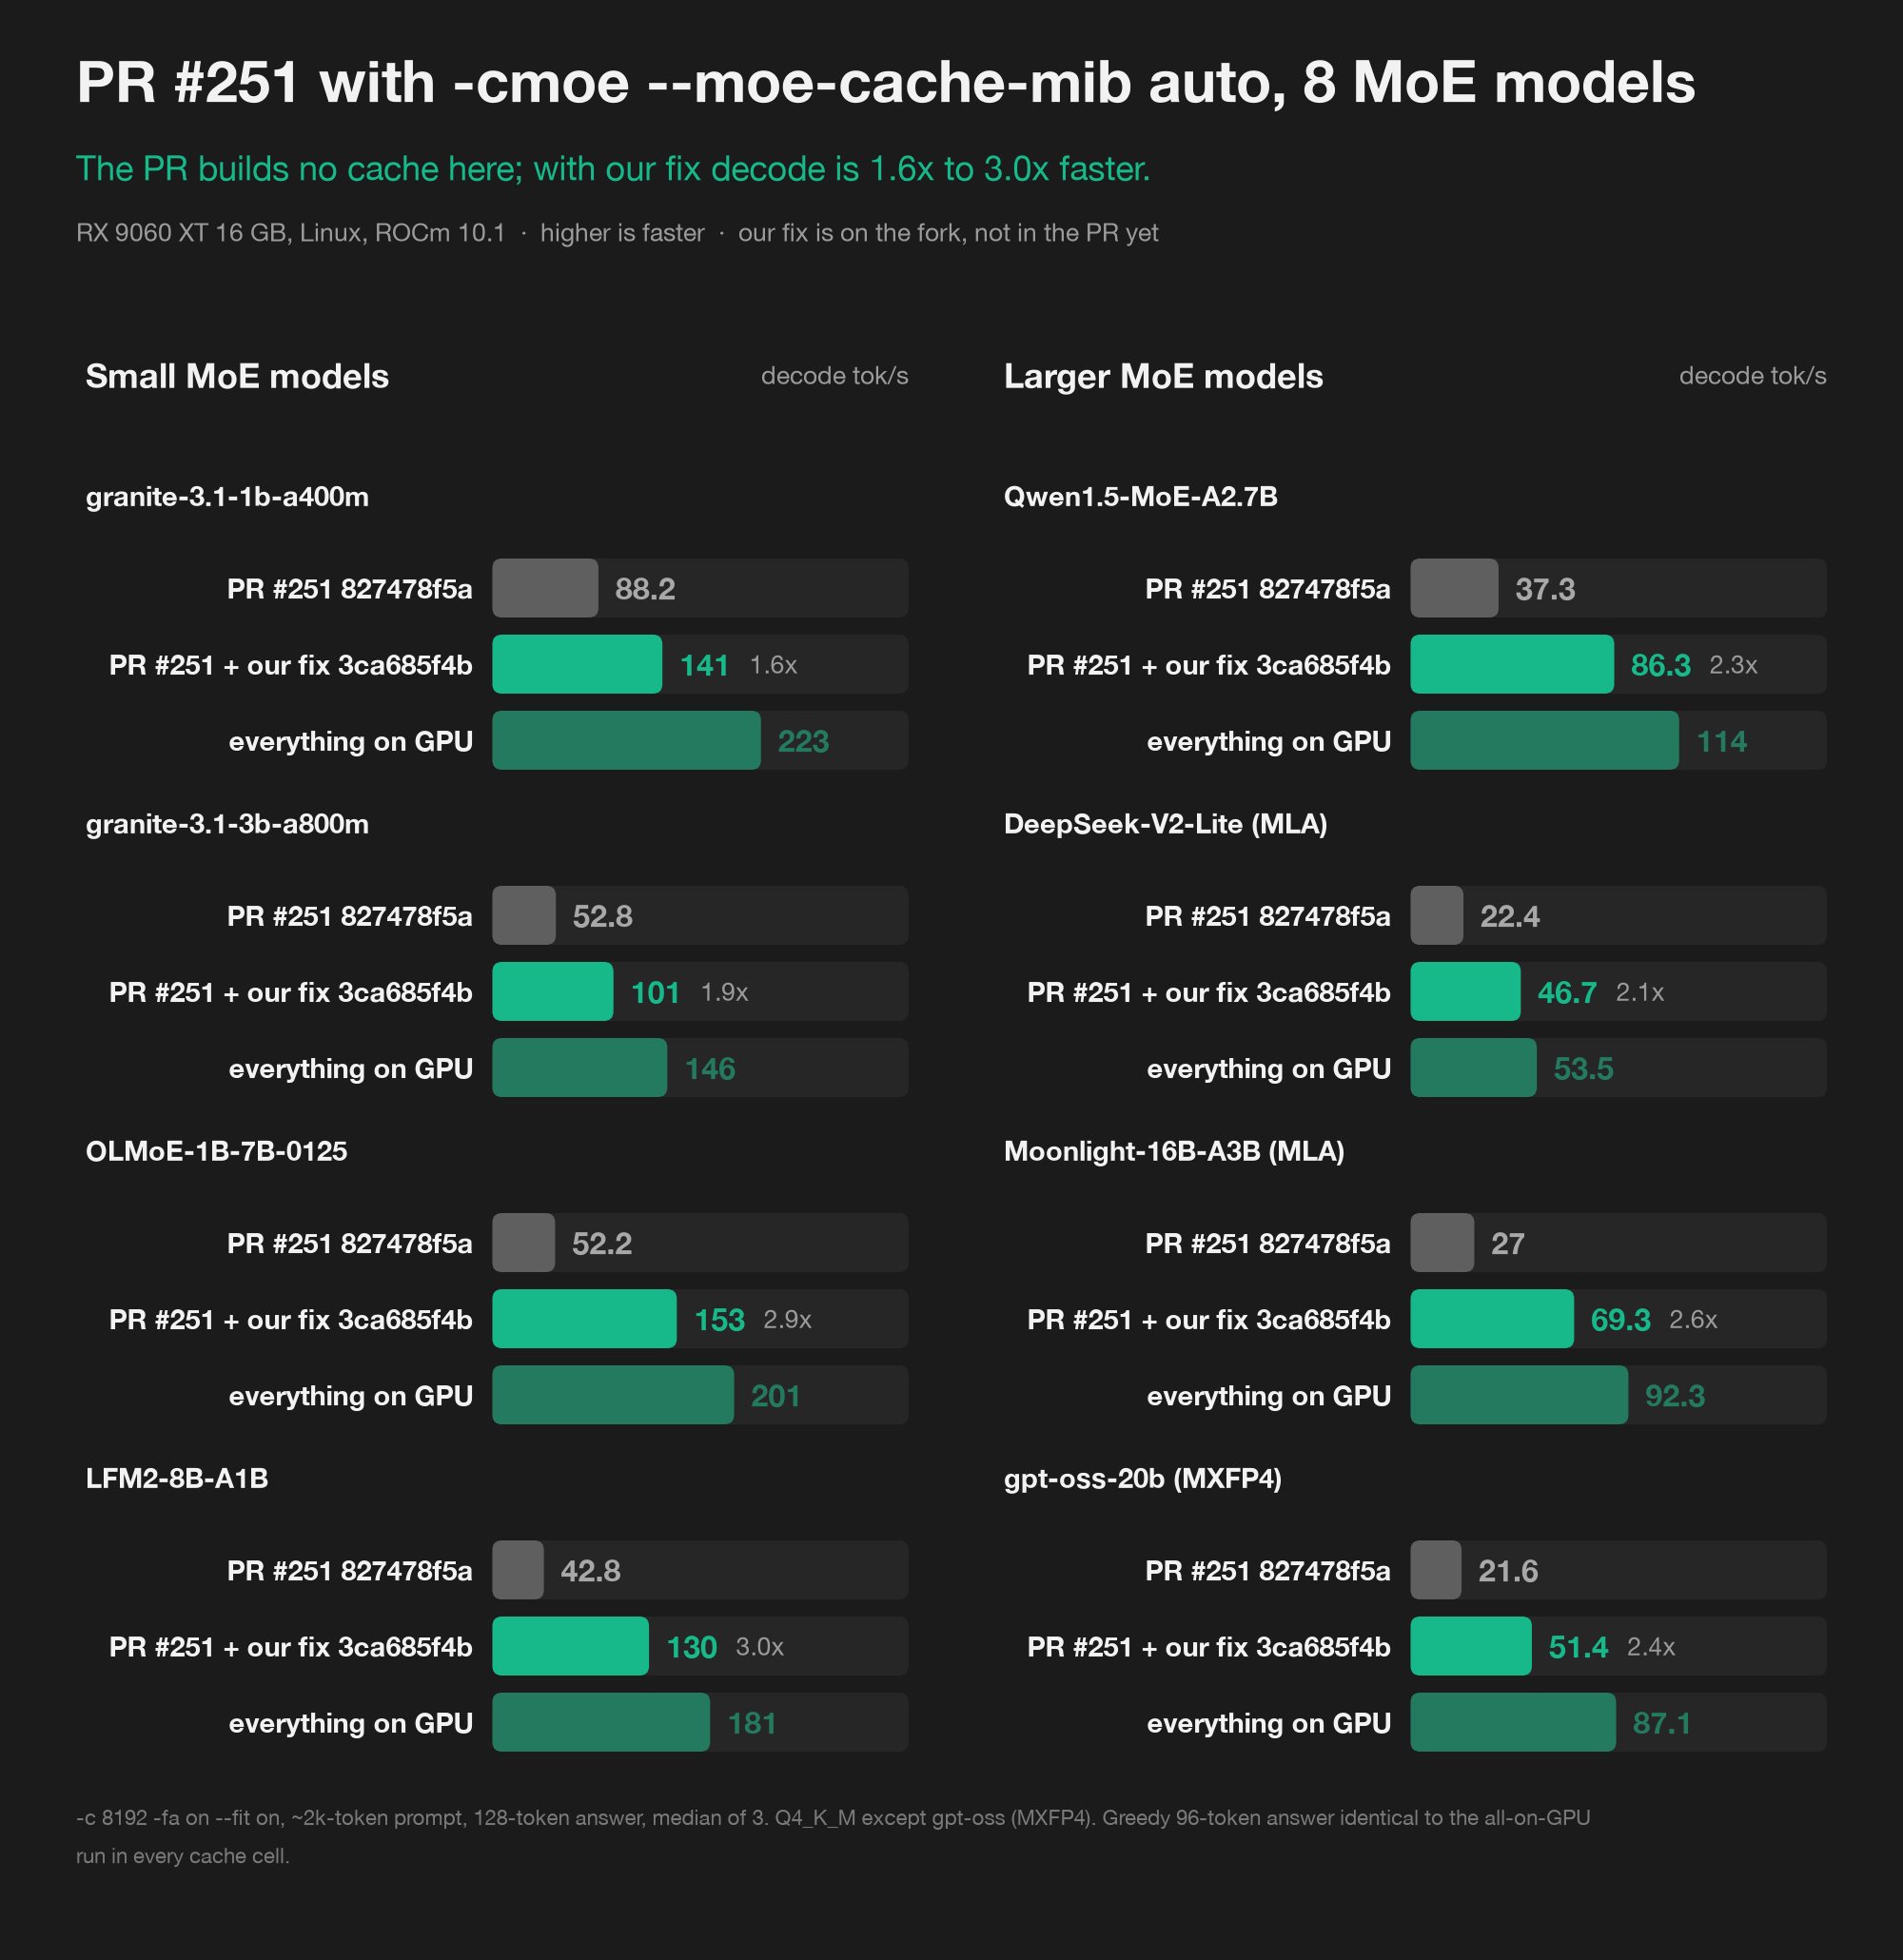 PR #251 with -cmoe --moe-cache-mib auto, 8 MoE models
The PR builds no cache here; with our fix decode is 1.6x to 3.0x faster.
RX 9060 XT 16 GB, Linux, ROCm 10.1 · higher is faster · our fix is on the fork, not in the PR yet
Small MoE models decode tok/s
granite-3.1-1b-a400m
PR #251 827478f5a 88.2
PR #251 + our fix 3ca685f4b 141 1.6x
everything on GPU 223
granite-3.1-3b-a800m
PR #251 827478f5a 52.8
PR #251 + our fix 3ca685f4b 101 1.9x
everything on GPU 146
OLMoE-1B-7B-0125
PR #251 827478f5a 52.2
PR #251 + our fix 3ca685f4b 153 2.9x
everything on GPU 201
LFM2-8B-A1B
PR #251 827478f5a 42.8
PR #251 + our fix 3ca685f4b 130 3.0x
everything on GPU 181
Larger MoE models decode tok/s
Qwen1.5-MoE-A2.7B
PR #251 827478f5a 37.3
PR #251 + our fix 3ca685f4b 86.3 2.3x
everything on GPU 114
DeepSeek-V2-Lite (MLA)
PR #251 827478f5a 22.4
PR #251 + our fix 3ca685f4b 46.7 2.1x
everything on GPU 53.5
Moonlight-16B-A3B (MLA)
PR #251 827478f5a 27
PR #251 + our fix 3ca685f4b 69.3 2.6x
everything on GPU 92.3
gpt-oss-20b (MXFP4)
PR #251 827478f5a 21.6
PR #251 + our fix 3ca685f4b 51.4 2.4x
everything on GPU 87.1
-c 8192 -fa on --fit on, ~2k-token prompt, 128-token answer, median of 3. Q4_K_M except gpt-oss (MXFP4). Greedy 96-token answer identical to the all-on-GPU
run in every cache cell.